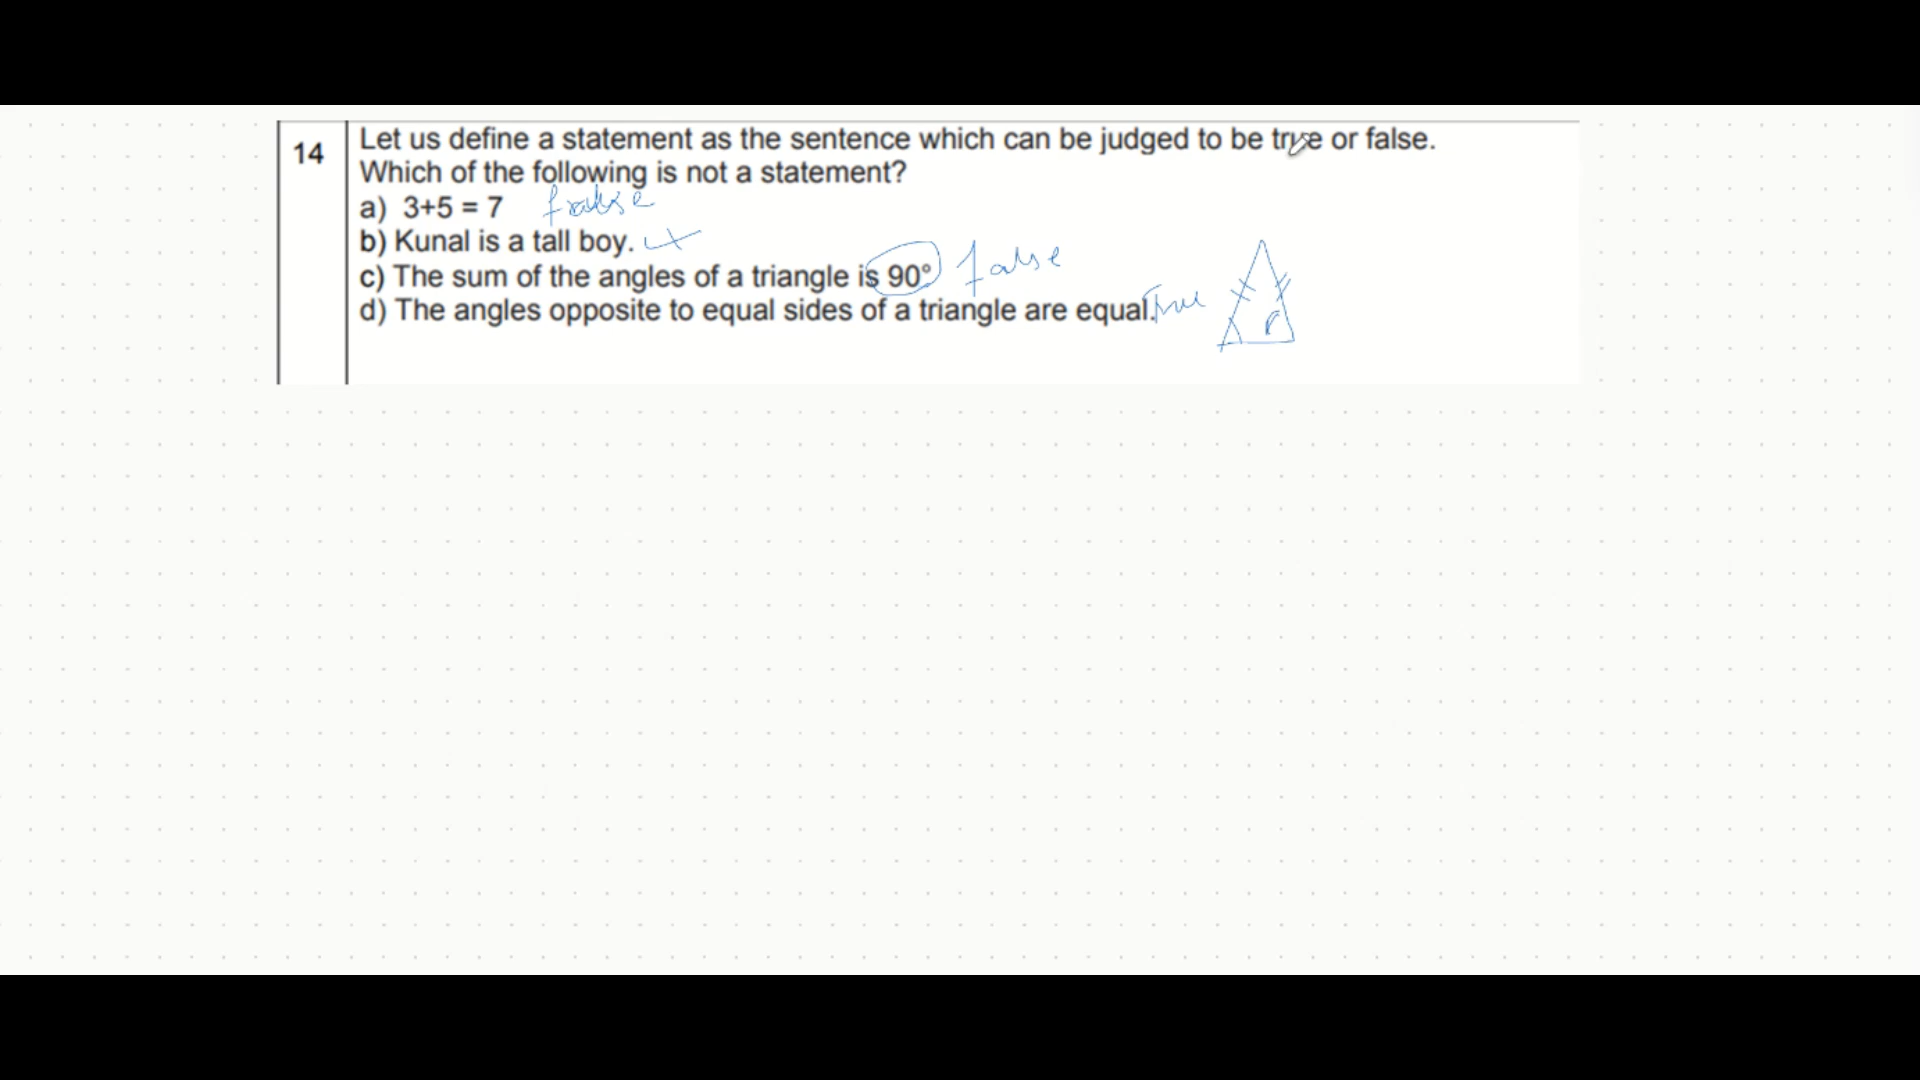 14
Let us define a statement as the sentence which can be judged to be true or false.
Which of the following is not a statement?
a) 3+5 = 7 false
b) Kunal is a tall boy.
c) The sum of the angles of a triangle is 90°. false
d) The angles opposite to equal sides of a triangle are equal. True